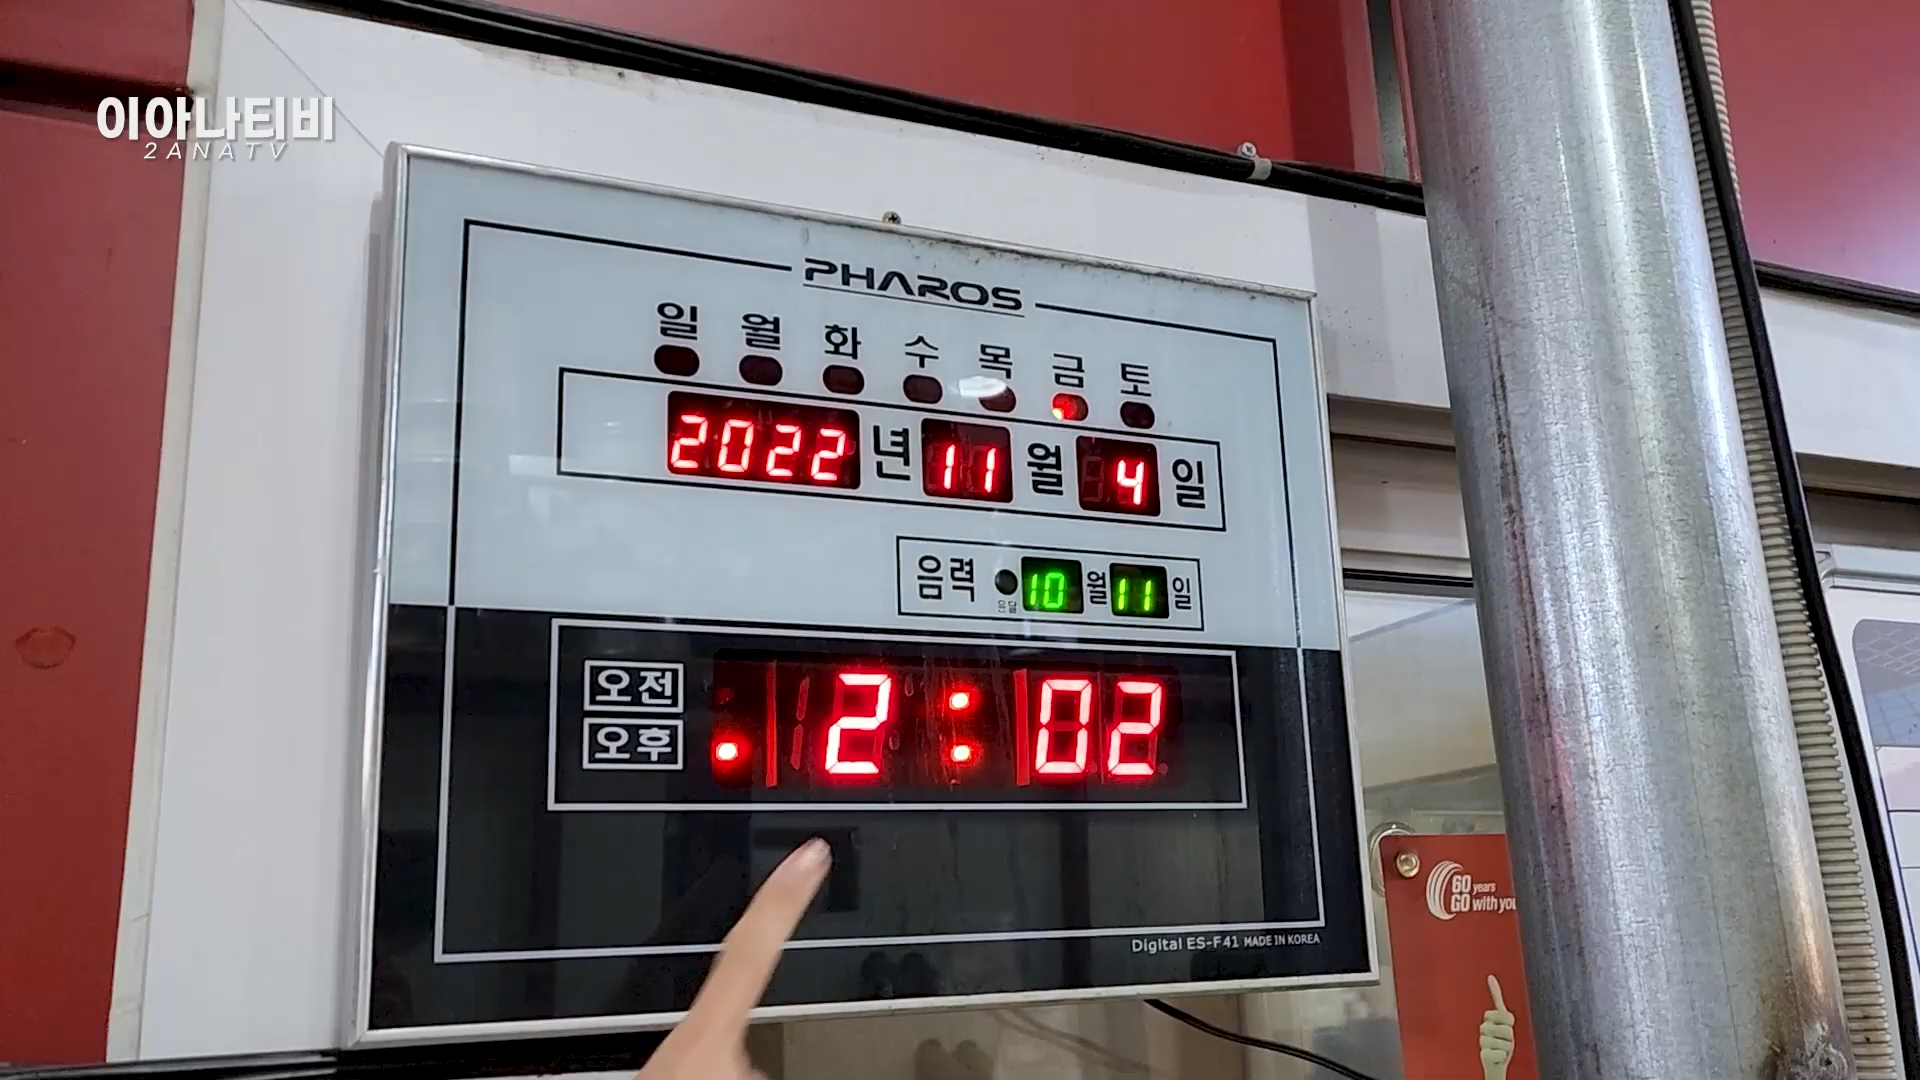 이아나티비
2ANATV
PHAROS
일 월 화 수 목 금 토
2022 년 11 월 4 일
음력 윤달 10 월 11 일
오전
오후
2:02
Digital ES-F41 MADE IN KOREA
60 years
GO with you